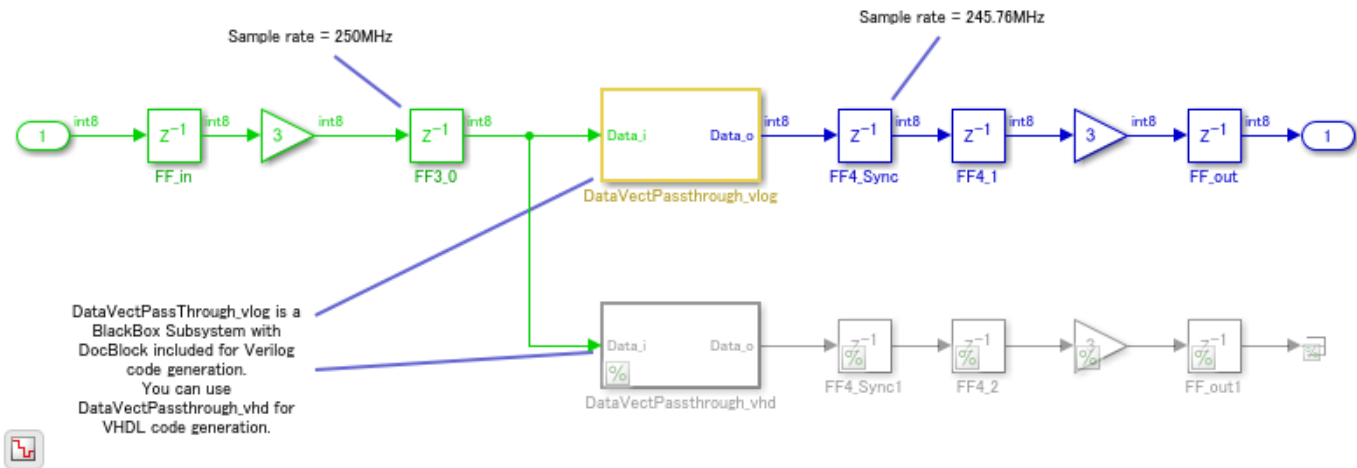 Sample rate = 250MHz
Sample rate = 245.76MHz
1
int8
Z⁻¹
int8
3
int8
Z⁻¹
int8
Data_i
Data_o
int8
Z⁻¹
int8
Z⁻¹
int8
3
int8
Z⁻¹
int8
1
FF_in
FF3_0
DataVectPassthrough_vlog
FF4_Sync
FF4_1
FF_out
DataVectPassThrough_vlog is a
BlackBox Subsystem with
DocBlock included for Verilog
code generation.
You can use
DataVectPassthrough_vhd for
VHDL code generation.
Data_i
Data_o
%
Z⁻¹
%
Z⁻¹
%
3
%
Z⁻¹
%
DataVectPassthrough_vhd
FF4_Sync1
FF4_2
FF_out1